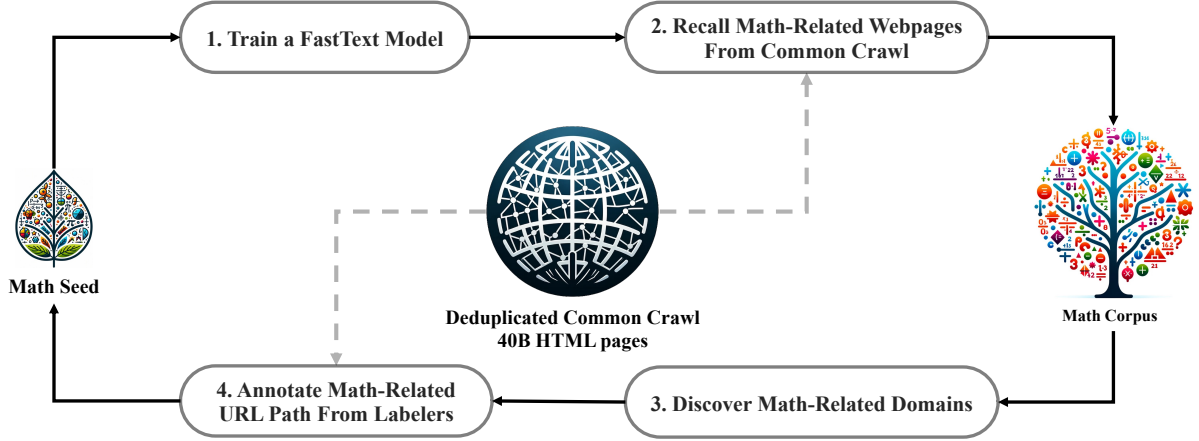 1. Train a FastText Model
2. Recall Math-Related Webpages
From Common Crawl
Math Seed
Deduplicated Common Crawl
40B HTML pages
Math Corpus
4. Annotate Math-Related
URL Path From Labelers
3. Discover Math-Related Domains